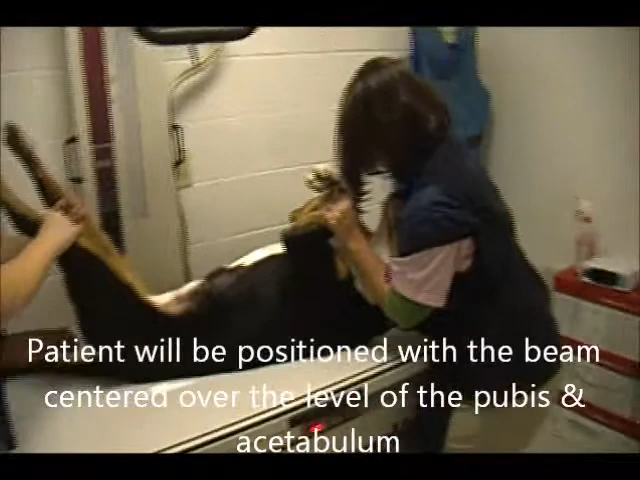 Patient will be positioned with the beam
centered over the level of the pubis &
acetabulum